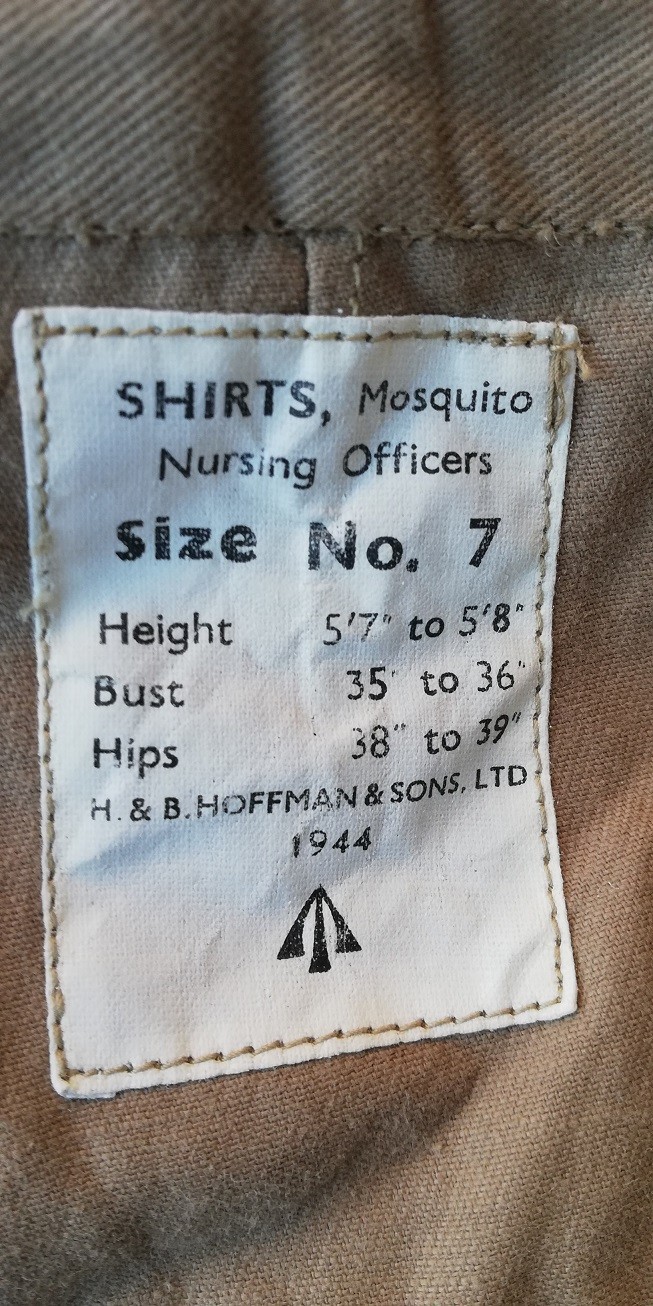 SHIRTS, Mosquito
Nursing Officers
Size No. 7
Height 5'7" to 5'8"
Bust 35" to 36"
Hips 38" to 39"
H. & B. HOFFMAN & SONS, LTD
1944